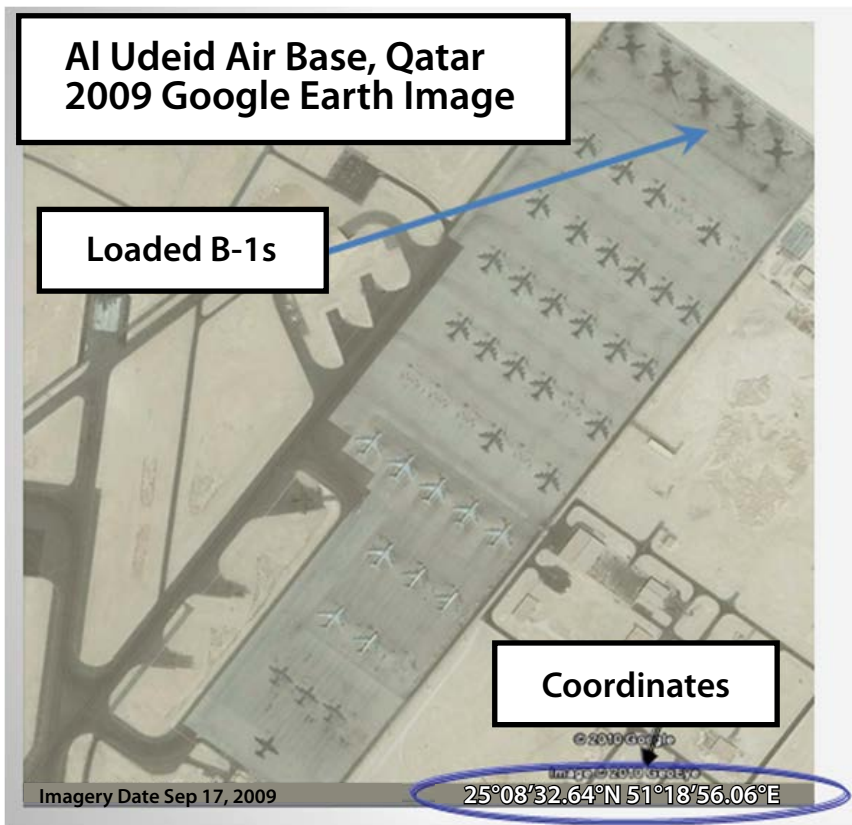 Al Udeid Air Base, Qatar
2009 Google Earth Image
Loaded B-1s
Coordinates
© 2010 Google
Image © 2010 GeoEye
Imagery Date Sep 17, 2009
25°08’32.64”N 51°18’56.06”E